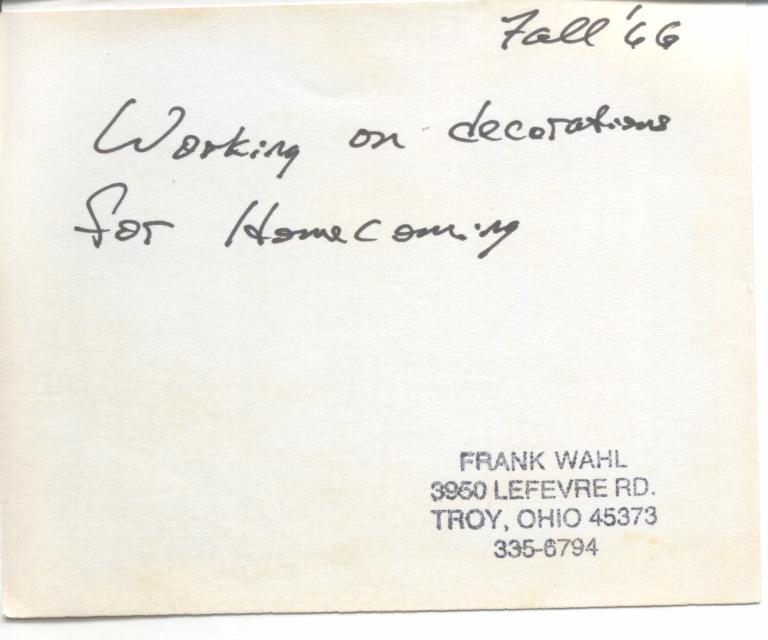 Fall '66
Working on decorations
for Homecoming
FRANK WAHL
3950 LEFEVRE RD.
TROY, OHIO 45373
335-6794